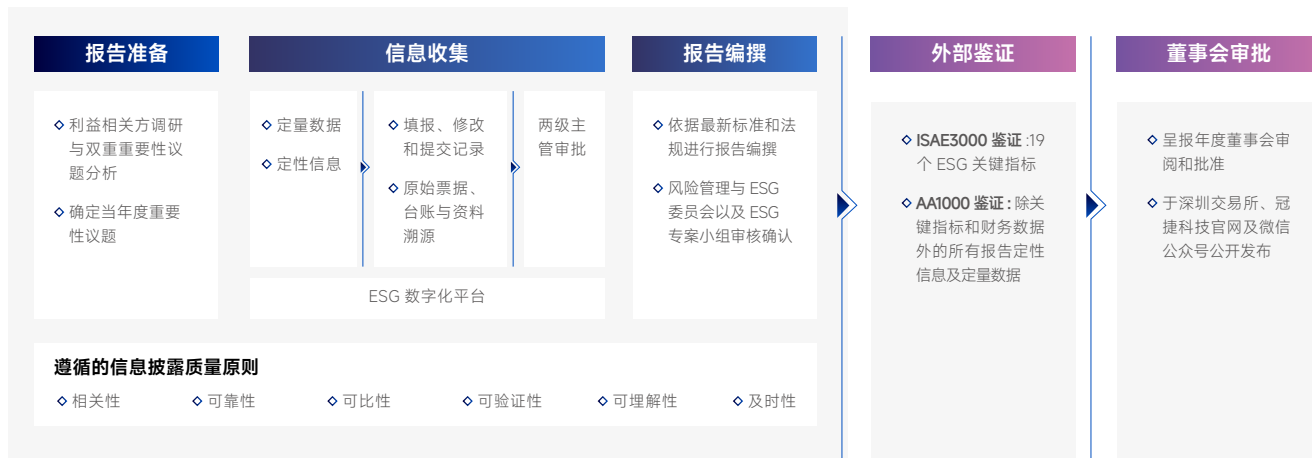 报告准备
利益相关方调研
与双重重要性议
题分析
确定当年度重要
性议题
信息收集
定量数据
定性信息
填报、修改
和提交记录
原始票据、
台账与资料
溯源
两级主
管审批
ESG 数字化平台
报告编撰
依据最新标准和法
规进行报告编撰
风险管理与 ESG
委员会以及 ESG
专案小组审核确认
遵循的信息披露质量原则
相关性
可靠性
可比性
可验证性
可埋解性
及时性
外部鉴证
ISAE3000 鉴证 :19
个 ESG 关键指标
AA1000 鉴证 : 除关
键指标和财务数据
外的所有报告定性
信息及定量数据
董事会审批
呈报年度董事会审
阅和批准
于深圳交易所、冠
捷科技官网及微信
公众号公开发布